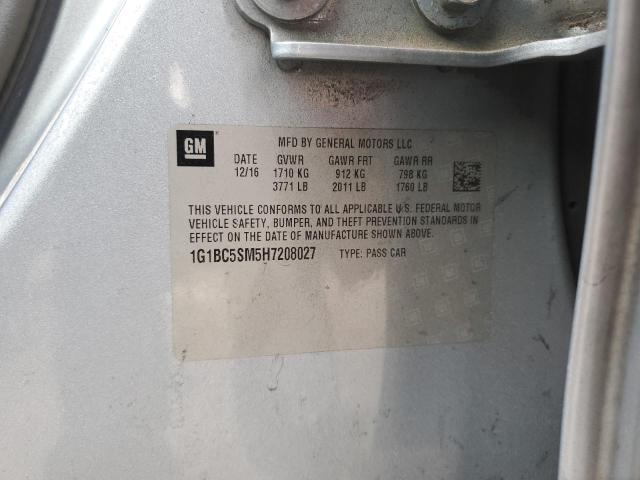 GM
MFD BY GENERAL MOTORS LLC
DATE GVWR GAWR FRT GAWR RR
12/16 1710 KG 912 KG 798 KG
3771 LB 2011 LB 1760 LB
THIS VEHICLE CONFORMS TO ALL APPLICABLE U.S. FEDERAL MOTOR
VEHICLE SAFETY, BUMPER, AND THEFT PREVENTION STANDARDS IN
EFFECT ON THE DATE OF MANUFACTURE SHOWN ABOVE.
1G1BC5SM5H7208027 TYPE: PASS CAR